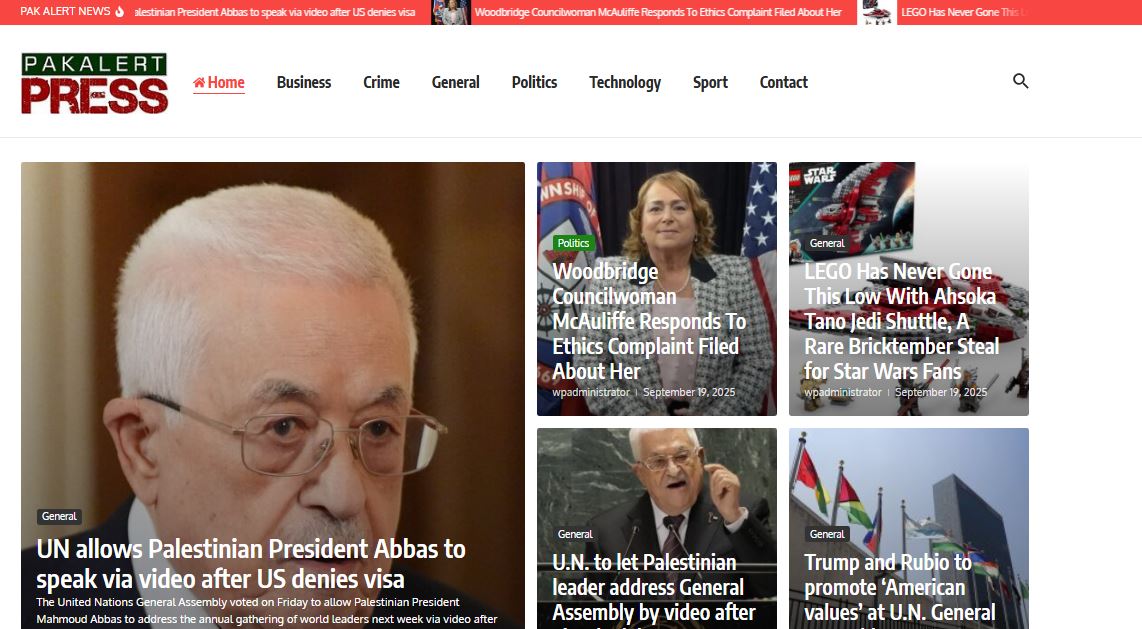 PAK ALERT NEWS
alestinian President Abbas to speak via video after US denies visa
Woodbridge Councilwoman McAuliffe Responds To Ethics Complaint Filed About Her
LEGO Has Never Gone This
PAKALERT
PRESS
Home
Business
Crime
General
Politics
Technology
Sport
Contact
General
UN allows Palestinian President Abbas to
speak via video after US denies visa
The United Nations General Assembly voted on Friday to allow Palestinian President
Mahmoud Abbas to address the annual gathering of world leaders next week via video after
NSHIP OF
Politics
Woodbridge
Councilwoman
McAuliffe Responds To
Ethics Complaint Filed
About Her
wpadministrator | September 19, 2025
LEGO
STAR
WARS
General
LEGO Has Never Gone
This Low With Ahsoka
Tano Jedi Shuttle, A
Rare Bricktember Steal
for Star Wars Fans
wpadministrator | September 19, 2025
General
U.N. to let Palestinian
leader address General
Assembly by video after
General
Trump and Rubio to
promote ‘American
values’ at U.N. General